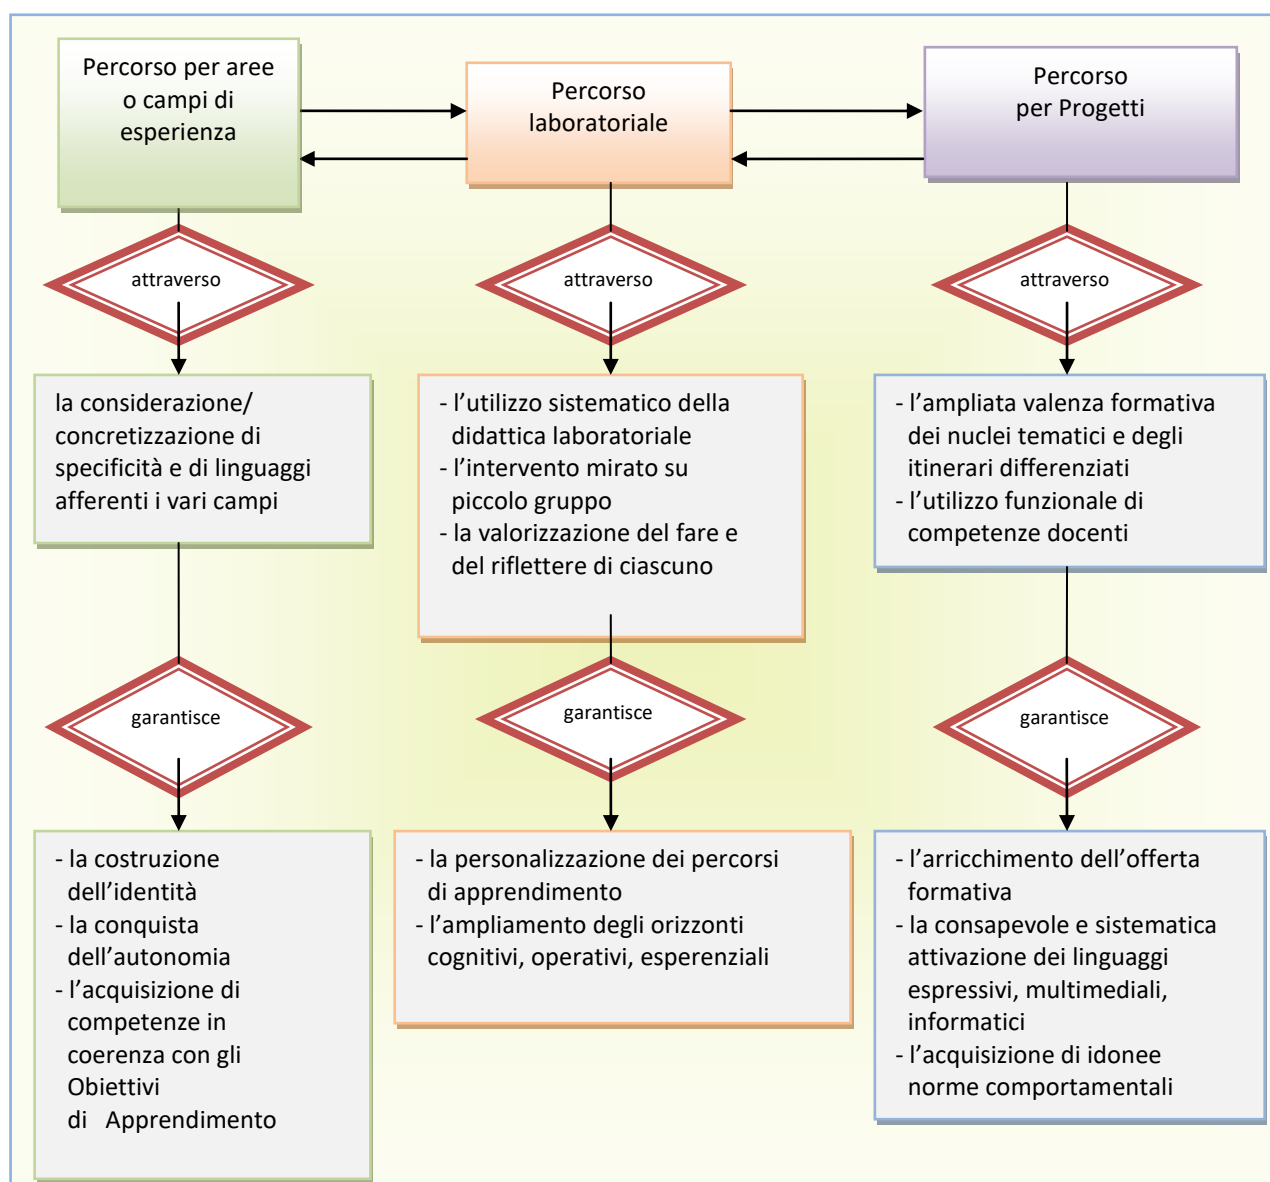 Percorso per aree
o campi di
esperienza
Percorso
laboratoriale
Percorso
per Progetti
attraverso
attraverso
attraverso
la considerazione/
concretizzazione di
specificità e di linguaggi
afferenti i vari campi
- l’utilizzo sistematico della
didattica laboratoriale
- l’intervento mirato su
piccolo gruppo
- la valorizzazione del fare e
del riflettere di ciascuno
- l’ampliata valenza formativa
dei nuclei tematici e degli
itinerari differenziati
- l’utilizzo funzionale di
competenze docenti
garantisce
garantisce
garantisce
- la costruzione
dell’identità
- la conquista
dell’autonomia
- l’acquisizione di
competenze in
coerenza con gli
Obiettivi
di Apprendimento
- la personalizzazione dei percorsi
di apprendimento
- l’ampliamento degli orizzonti
cognitivi, operativi, esperenziali
- l’arricchimento dell’offerta
formativa
- la consapevole e sistematica
attivazione dei linguaggi
espressivi, multimediali,
informatici
- l’acquisizione di idonee
norme comportamentali